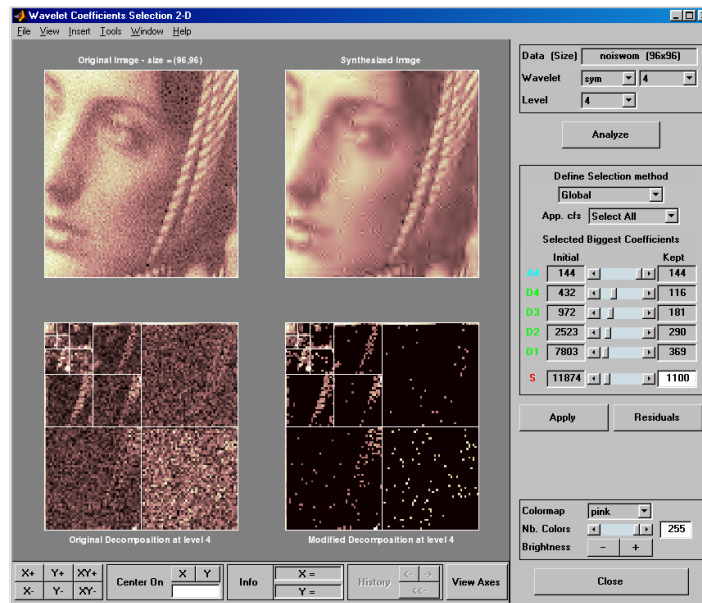 Wavelet Coefficients Selection 2-D
File View Insert Tools Window Help
Original Image - size = (96,96)
Synthesized Image
Original Decomposition at level 4
Modified Decomposition at level 4
Data (Size) noiswom (96x96)
Wavelet sym 4
Level 4
Analyze
Define Selection method
Global
App. cfs Select All
Selected Biggest Coefficients
Initial Kept
A4 144 144
D4 432 116
D3 972 181
D2 2523 290
D1 7803 369
S 11874 1100
Apply Residuals
Colormap pink
Nb. Colors 255
Brightness - +
Close
X+ Y+ XY+
X- Y- XY-
Center On X Y
Info X =
Y =
History <- ->
<<-
View Axes